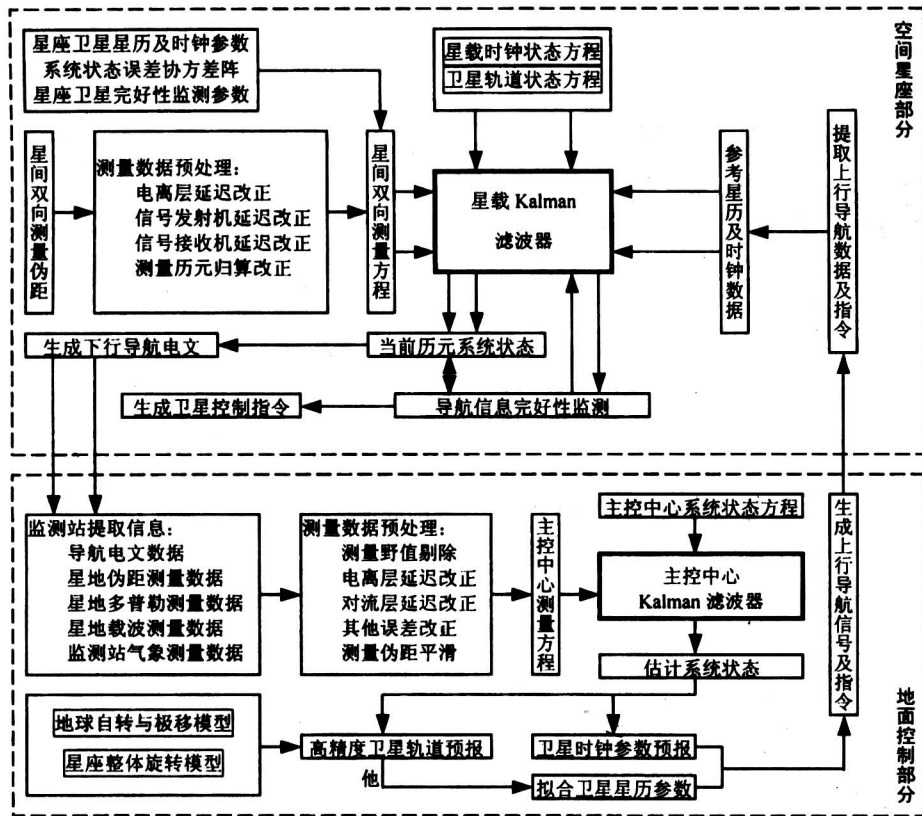 空间星座部分
星座卫星星历及时钟参数
系统状态误差协方差阵
星座卫星完好性监测参数
星载时钟状态方程
卫星轨道状态方程
星间双向测量伪距
测量数据预处理：
电离层延迟改正
信号发射机延迟改正
信号接收机延迟改正
测量历元归算改正
星间双向测量方程
星载 Kalman
滤波器
参考星历及时钟数据
提取上行导航数据及指令
生成下行导航电文
当前历元系统状态
生成卫星控制指令
导航信息完好性监测
监测站提取信息：
导航电文数据
星地伪距测量数据
星地多普勒测量数据
星地载波测量数据
监测站气象测量数据
测量数据预处理：
测量野值剔除
电离层延迟改正
对流层延迟改正
其他误差改正
测量伪距平滑
主控中心测量方程
主控中心系统状态方程
主控中心
Kalman 滤波器
估计系统状态
生成上行导航信号及指令
地球自转与极移模型
星座整体旋转模型
高精度卫星轨道预报
卫星时钟参数预报
他
拟合卫星星历参数
地面控制部分